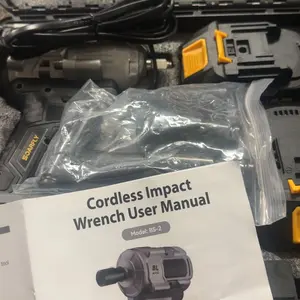 Cordless Impact
Wrench User Manual
Model: BS-2